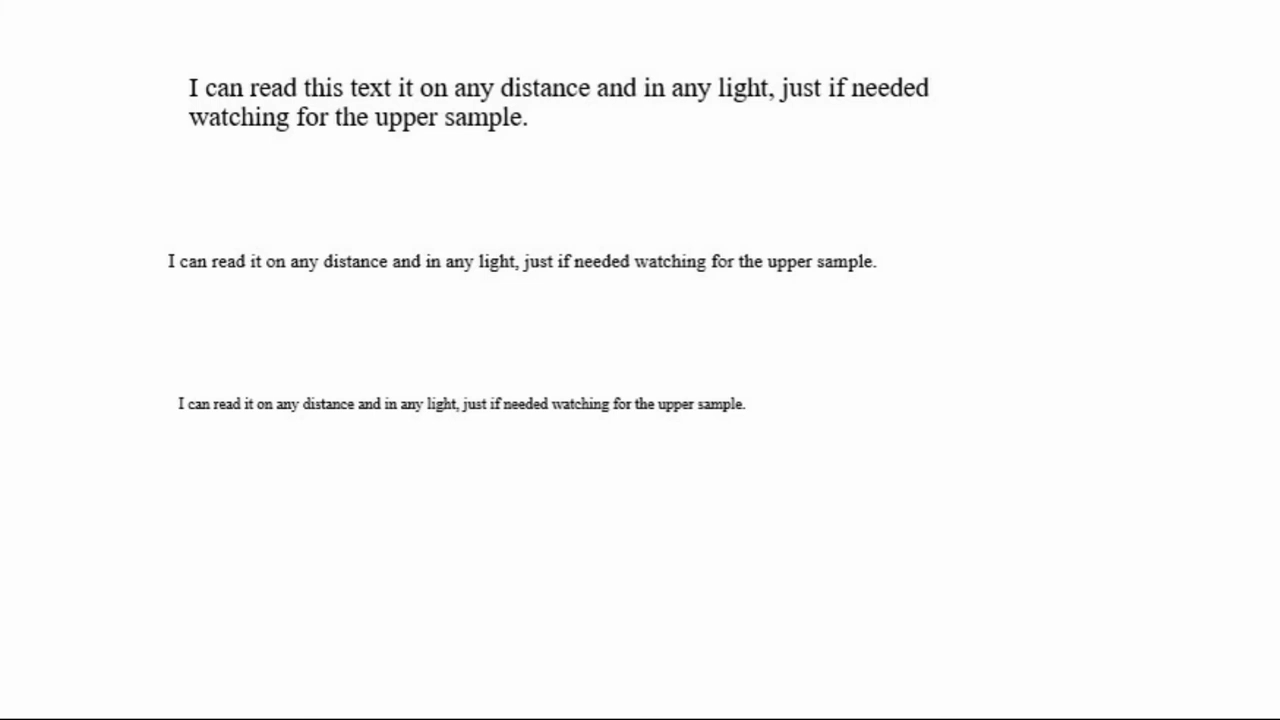 I can read this text it on any distance and in any light, just if needed
watching for the upper sample.
I can read it on any distance and in any light, just if needed watching for the upper sample.
I can read it on any distance and in any light, just if needed watching for the upper sample.